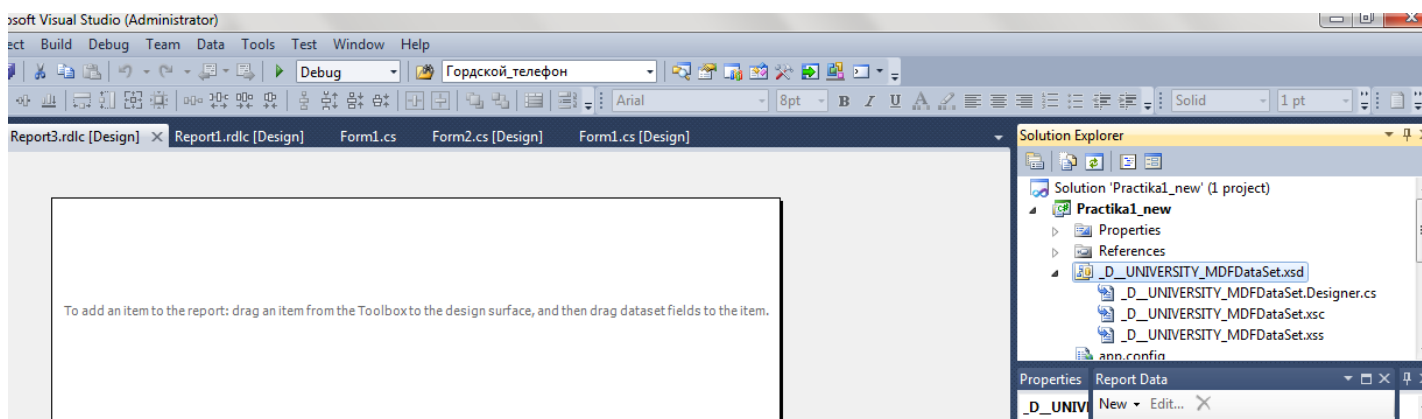 osoft Visual Studio (Administrator)
ect Build Debug Team Data Tools Test Window Help
Debug Гордской_телефон
Arial 8pt B I U A Solid 1 pt
Report3.rdlc [Design] Report1.rdlc [Design] Form1.cs Form2.cs [Design] Form1.cs [Design]
Solution Explorer
Solution 'Practika1_new' (1 project)
Practika1_new
Properties
References
_D__UNIVERSITY_MDFDataSet.xsd
_D__UNIVERSITY_MDFDataSet.Designer.cs
_D__UNIVERSITY_MDFDataSet.xsc
_D__UNIVERSITY_MDFDataSet.xss
app.config
To add an item to the report: drag an item from the Toolbox to the design surface, and then drag dataset fields to the item.
Properties Report Data
_D__UNIV New Edit...